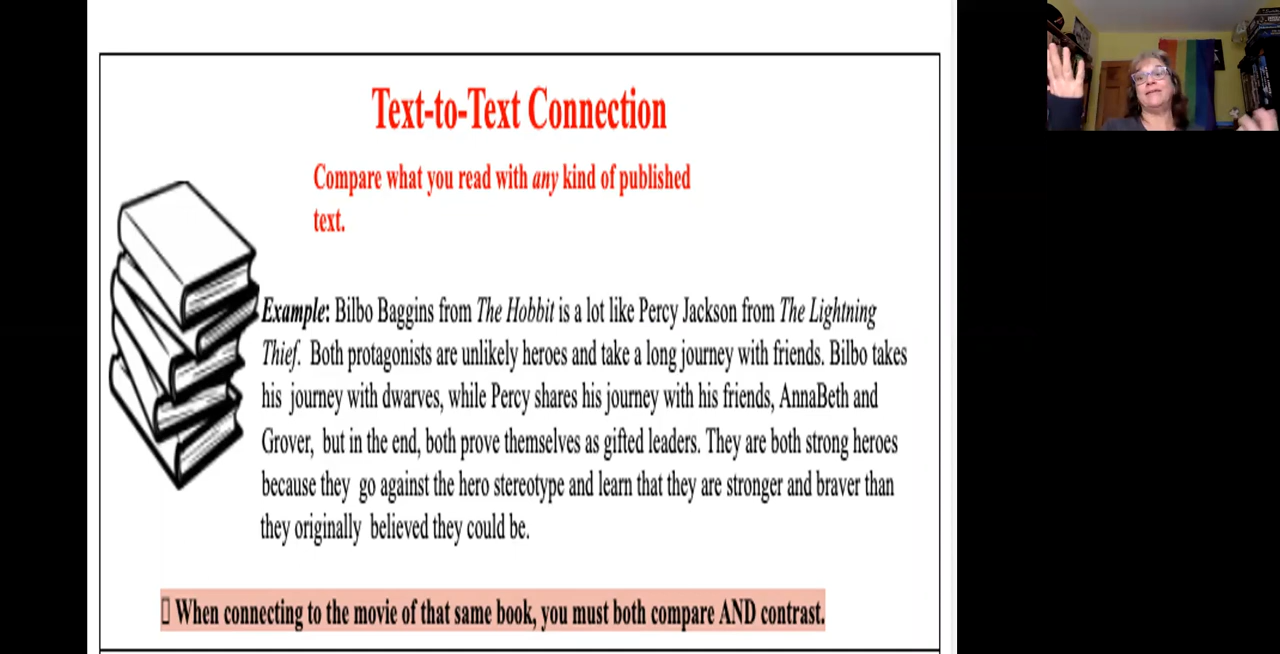 Text-to-Text Connection
Compare what you read with any kind of published
text.
Example: Bilbo Baggins from The Hobbit is a lot like Percy Jackson from The Lightning
Thief. Both protagonists are unlikely heroes and take a long journey with friends. Bilbo takes
his journey with dwarves, while Percy shares his journey with his friends, AnnaBeth and
Grover, but in the end, both prove themselves as gifted leaders. They are both strong heroes
because they go against the hero stereotype and learn that they are stronger and braver than
they originally believed they could be.
▯ When connecting to the movie of that same book, you must both compare AND contrast.